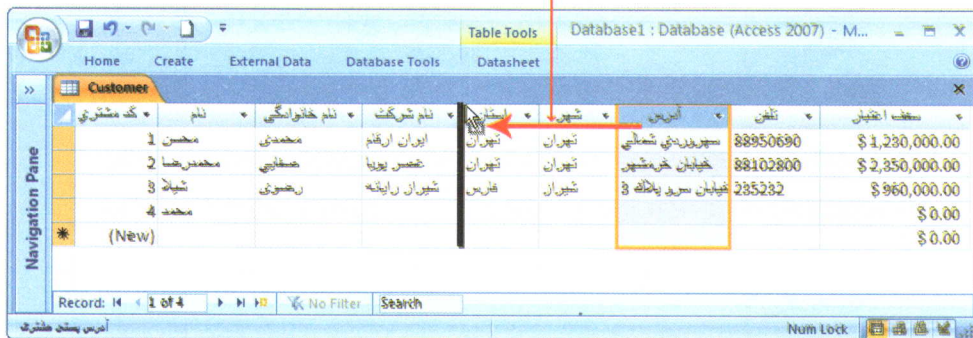 Table Tools Database1 : Database (Access 2007) - M...
Home Create External Data Database Tools Datasheet
Customer
کد مشتری نام نام خانوادگی نام شرکت استان شهر آدرس تلفن سقف اعتبار
1 محسن محمدی ایران ارقام تهران تهران سهروردی شمالی 88950690 $1,230,000.00
2 محمدرضا صفایی عصر پویا تهران تهران خیابان خرمشهر 88102800 $2,350,000.00
3 شیلا رضوی شیراز رایانه فارس شیراز خیابان سرو پلاک 3 235232 $960,000.00
4 محمد $0.00
(New) $0.00
Navigation Pane
Record: 1 of 4 No Filter Search
آدرس پستی مشتری Num Lock